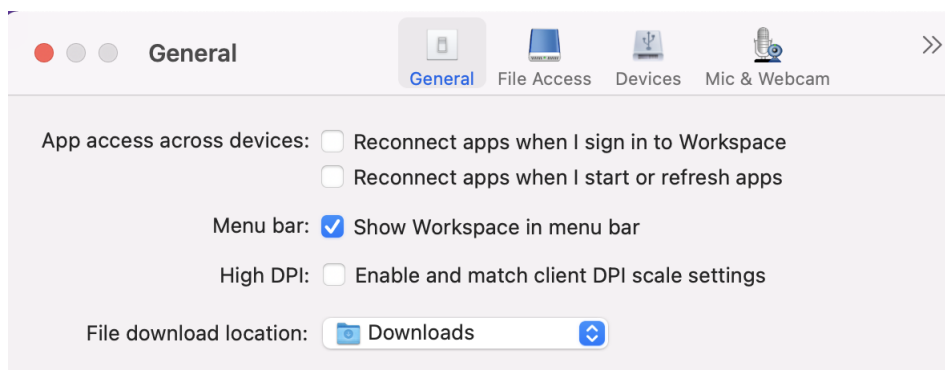 General
General
File Access
Devices
Mic & Webcam
App access across devices: Reconnect apps when I sign in to Workspace
Reconnect apps when I start or refresh apps
Menu bar: Show Workspace in menu bar
High DPI: Enable and match client DPI scale settings
File download location: Downloads